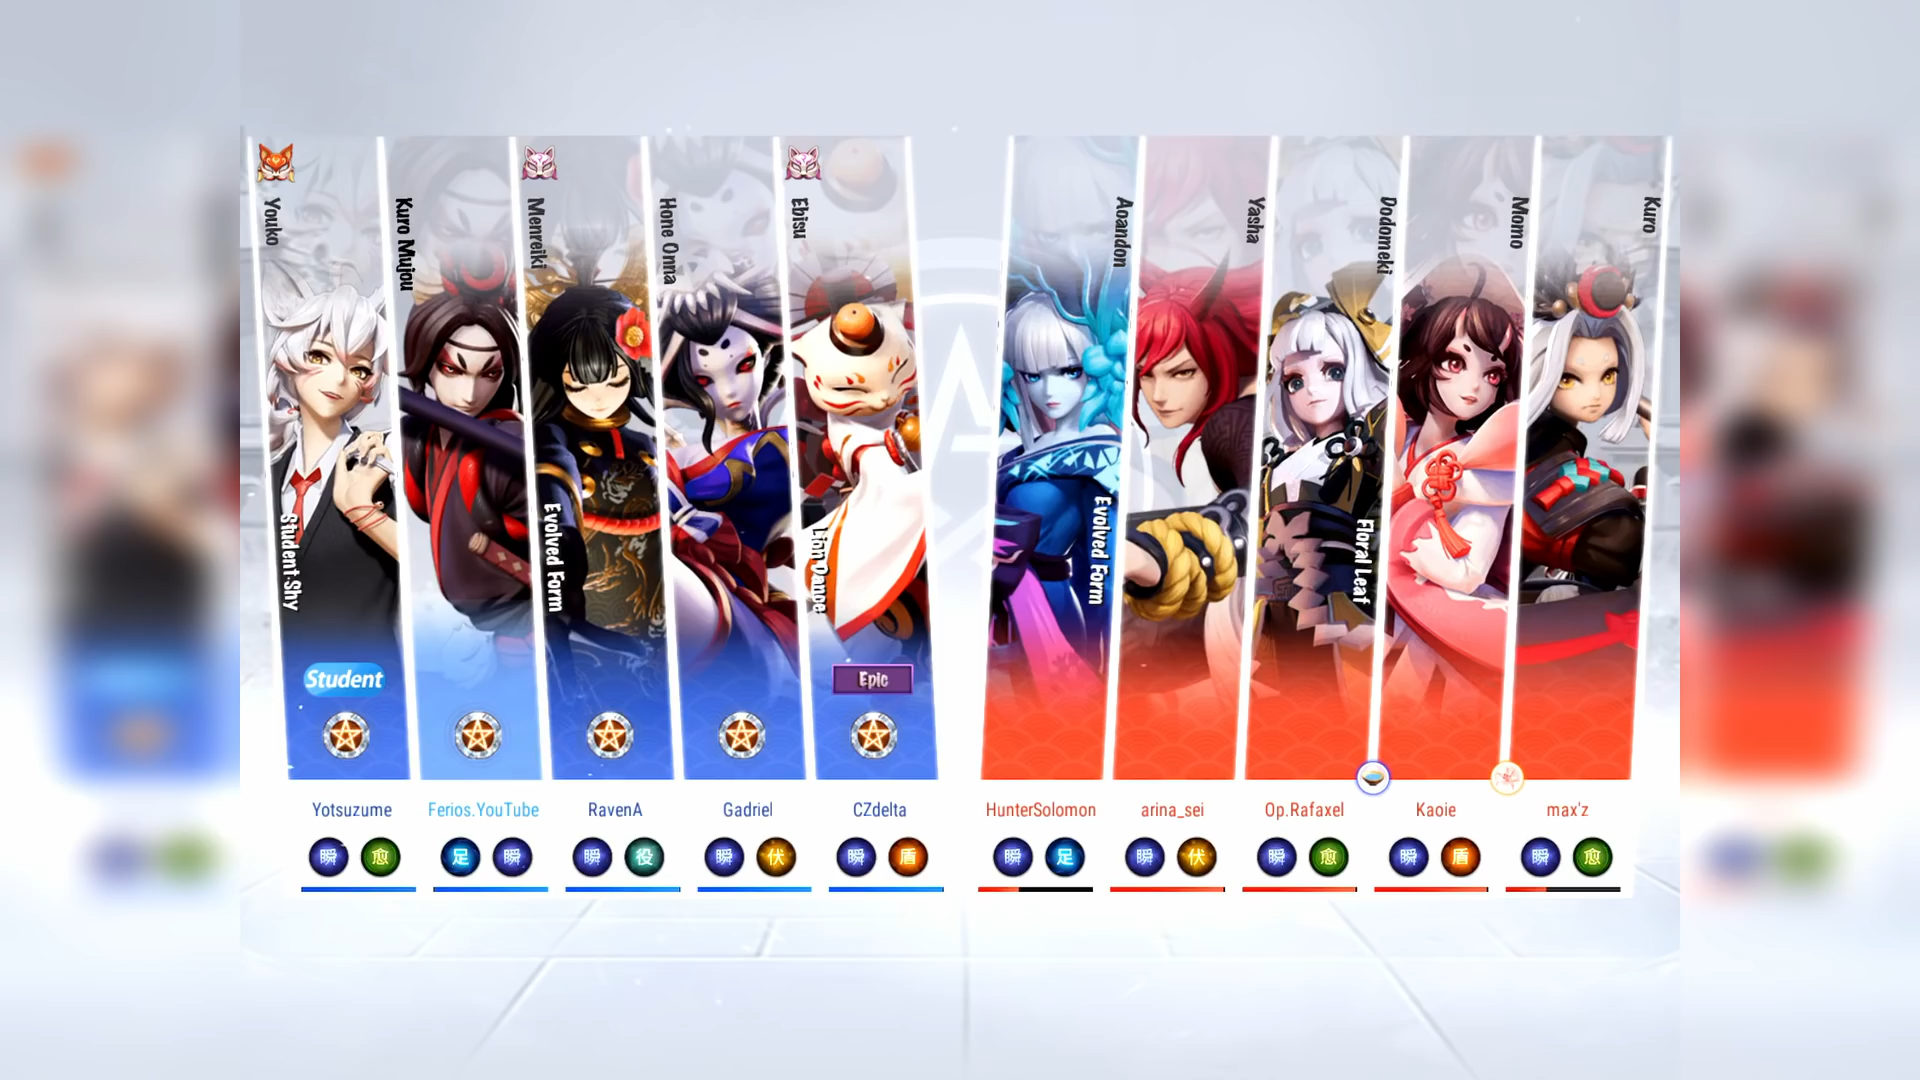 Youko
Kuro Mujou
Menreiki
Hone Onna
Ebisu
Aoandon
Yasha
Dodomeki
Momo
Kuro
Student Shy
Evolved Form
Lion Dance
Evolved Form
Floral Leaf
Student
Epic
Yotsuzume
Ferios.YouTube
RavenA
Gadriel
CZdelta
HunterSolomon
arina_sei
Op.Rafaxel
Kaoie
max'z
瞬 愈
足 瞬
瞬 役
瞬 伏
瞬 盾
瞬 足
瞬 伏
瞬 愈
瞬 盾
瞬 愈